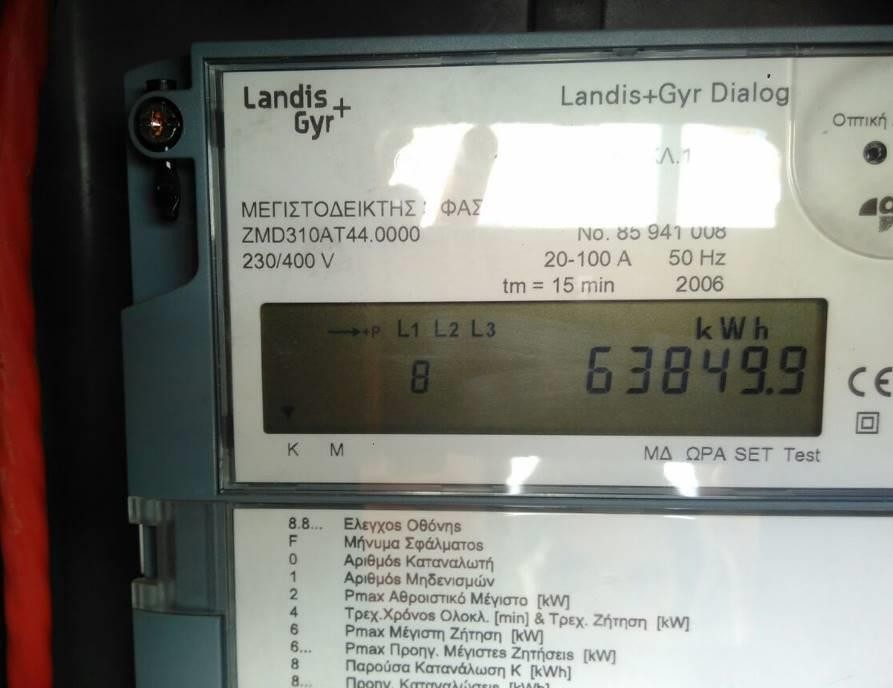 Landis
Gyr+
Landis+Gyr Dialog
Οπτική
ΚΛ.1
ΜΕΓΙΣΤΟΔΕΙΚΤΗΣ ΦΑΣ
ZMD310AT44.0000
No. 85 941 008
230/400 V
20-100 A 50 Hz
tm = 15 min 2006
+P L1 L2 L3 kWh
8 63849.9
CE
Κ Μ ΜΔ ΩΡΑ SET Test
8.8... Ελεγχος Οθόνης
F Μήνυμα Σφάλματος
0 Αριθμός Καταναλωτή
1 Αριθμός Μηδενισμών
2 Pmax Αθροιστικό Μέγιστο [kW]
4 Τρεχ.Χρόνος Ολοκλ. [min] & Τρεχ. Ζήτηση [kW]
6 Pmax Μέγιστη Ζήτηση [kW]
6... Pmax Προηγ. Μέγιστες Ζητήσεις [kW]
8 Παρούσα Κατανάλωση Κ [kWh]
8... Προηγ. Καταναλώσεις [kWh]